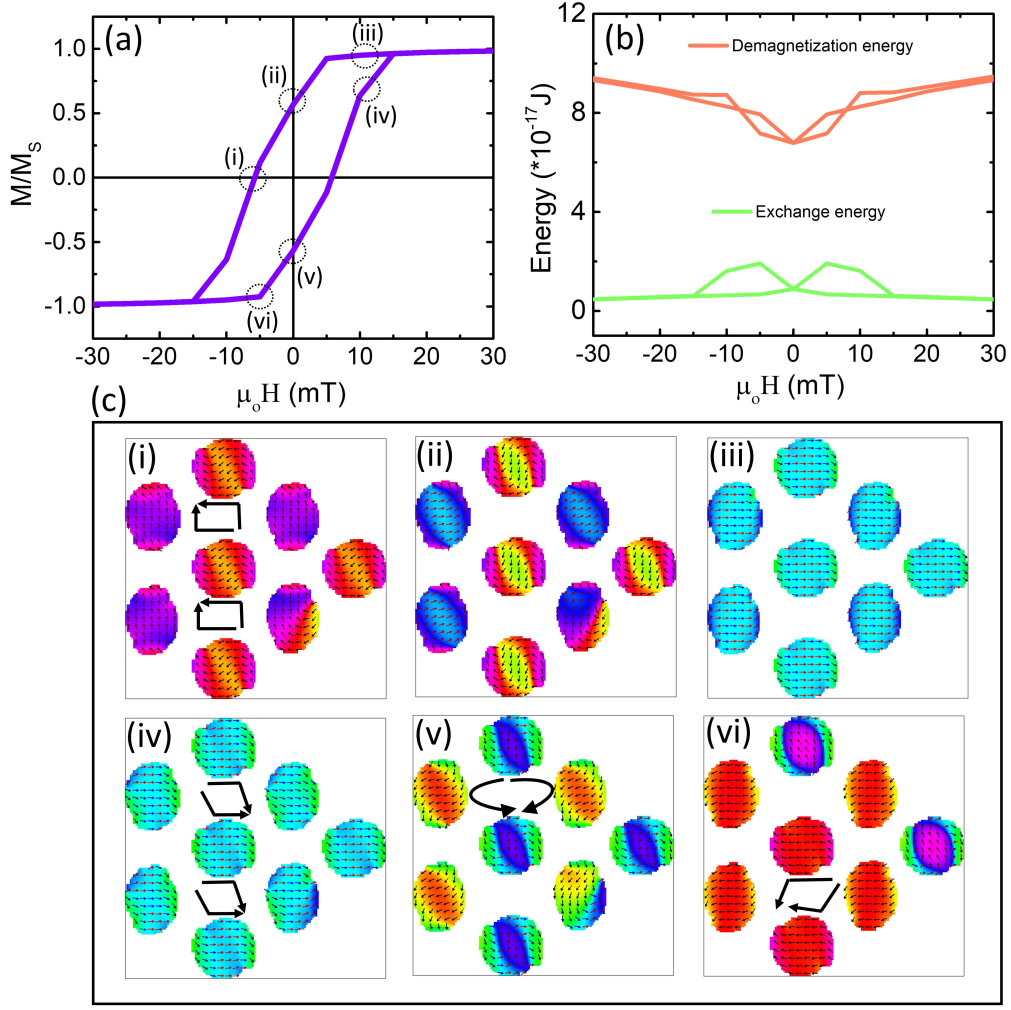 (a)
M/M_S
1.0
0.5
0.0
-0.5
-1.0
(i)
(ii)
(iii)
(iv)
(v)
(vi)
-30 -20 -10 0 10 20 30
μ_oH (mT)
(b)
Energy (*10^-17J)
12
8
4
0
Demagnetization energy
Exchange energy
-30 -20 -10 0 10 20 30
μ_oH (mT)
(c)
(i)
(ii)
(iii)
(iv)
(v)
(vi)